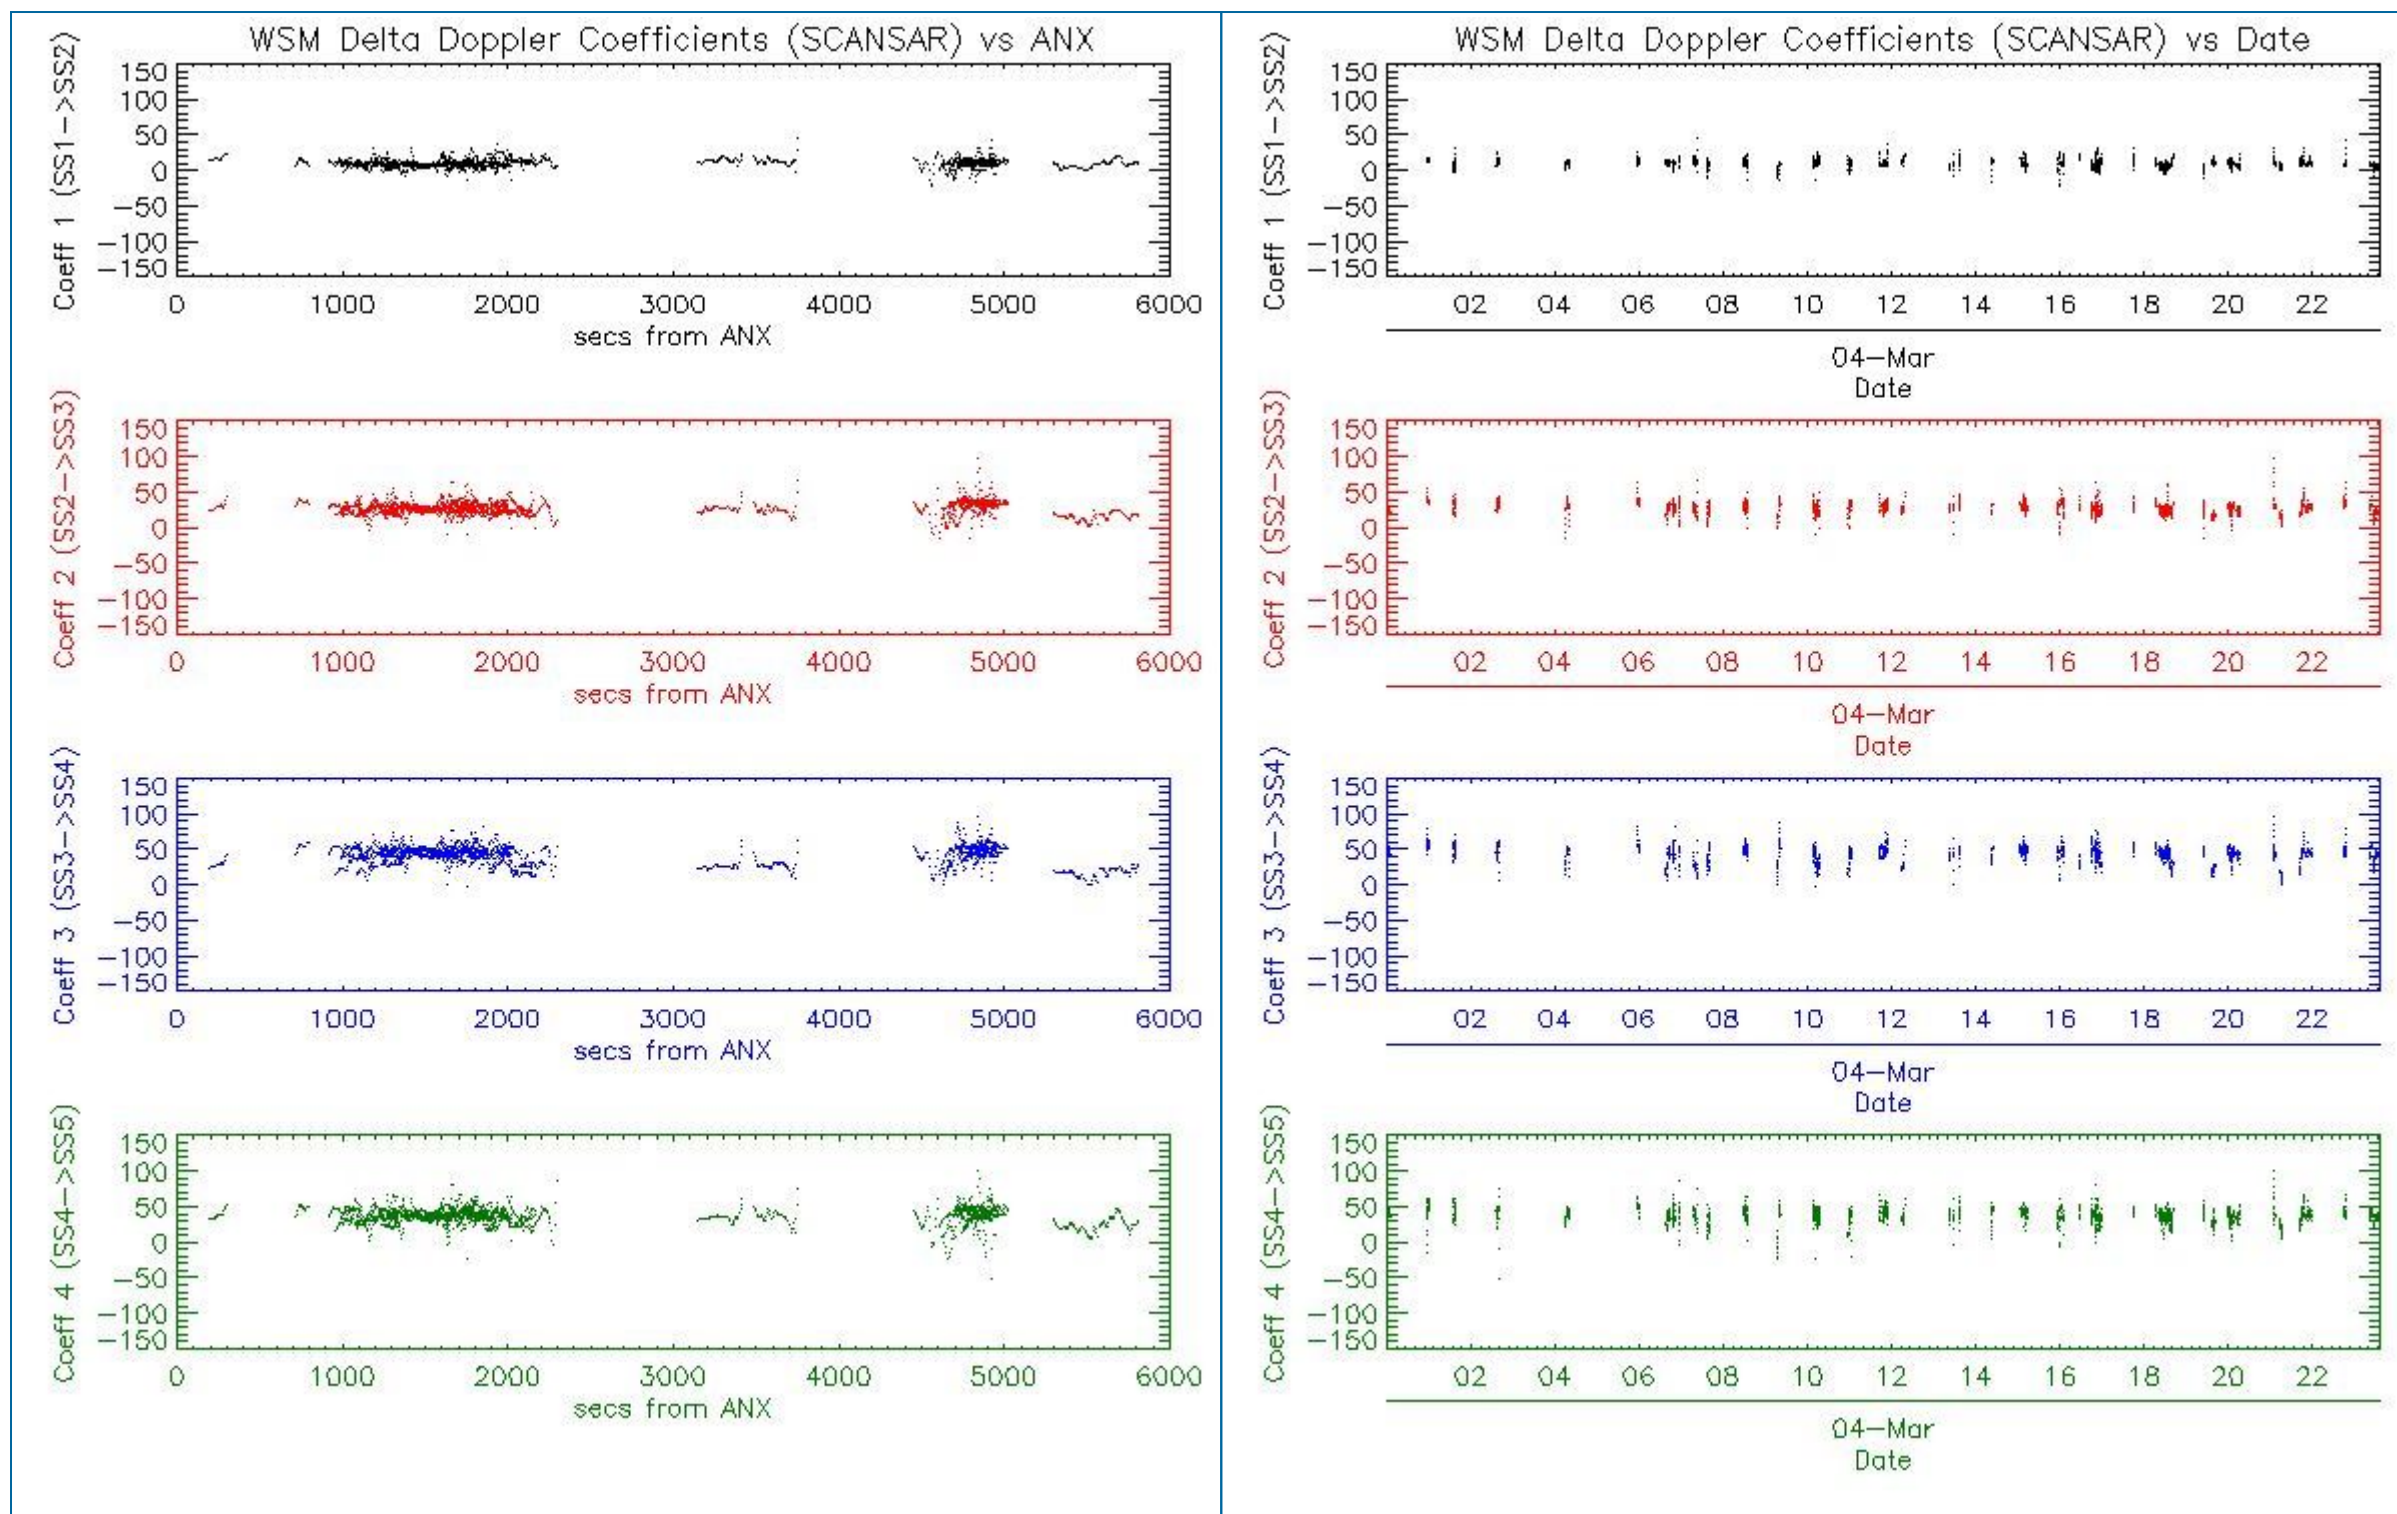 WSM Delta Doppler Coefficients (SCANSAR) vs ANX
Coeff 1 (SS1->SS2)
150
100
50
0
-50
-100
-150
0 1000 2000 3000 4000 5000 6000
secs from ANX
Coeff 2 (SS2->SS3)
150
100
50
0
-50
-100
-150
0 1000 2000 3000 4000 5000 6000
secs from ANX
Coeff 3 (SS3->SS4)
150
100
50
0
-50
-100
-150
0 1000 2000 3000 4000 5000 6000
secs from ANX
Coeff 4 (SS4->SS5)
150
100
50
0
-50
-100
-150
0 1000 2000 3000 4000 5000 6000
secs from ANX
WSM Delta Doppler Coefficients (SCANSAR) vs Date
Coeff 1 (SS1->SS2)
150
100
50
0
-50
-100
-150
02 04 06 08 10 12 14 16 18 20 22
04-Mar
Date
Coeff 2 (SS2->SS3)
150
100
50
0
-50
-100
-150
02 04 06 08 10 12 14 16 18 20 22
04-Mar
Date
Coeff 3 (SS3->SS4)
150
100
50
0
-50
-100
-150
02 04 06 08 10 12 14 16 18 20 22
04-Mar
Date
Coeff 4 (SS4->SS5)
150
100
50
0
-50
-100
-150
02 04 06 08 10 12 14 16 18 20 22
04-Mar
Date